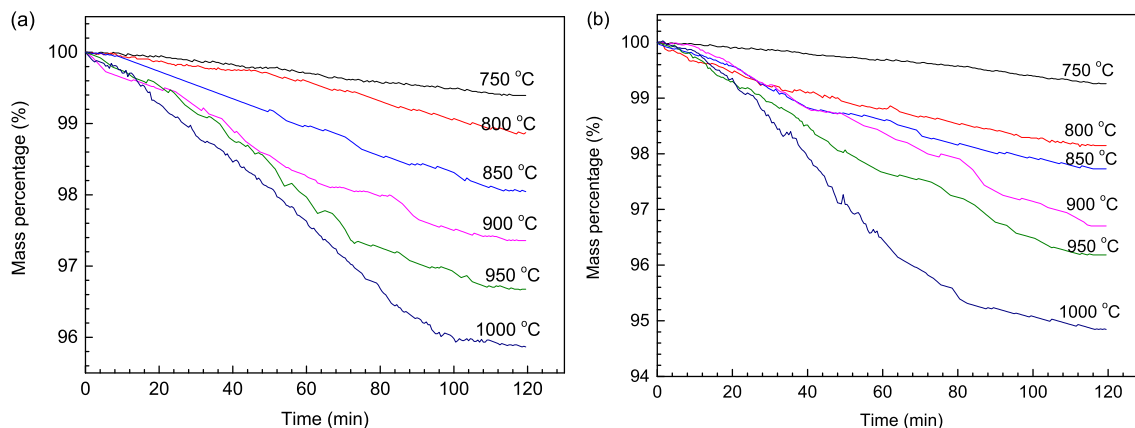 (a)
Mass percentage (%)
100
99
98
97
96
750 °C
800 °C
850 °C
900 °C
950 °C
1000 °C
0 20 40 60 80 100 120
Time (min)
(b)
Mass percentage (%)
100
99
98
97
96
95
94
750 °C
800 °C
850 °C
900 °C
950 °C
1000 °C
0 20 40 60 80 100 120
Time (min)